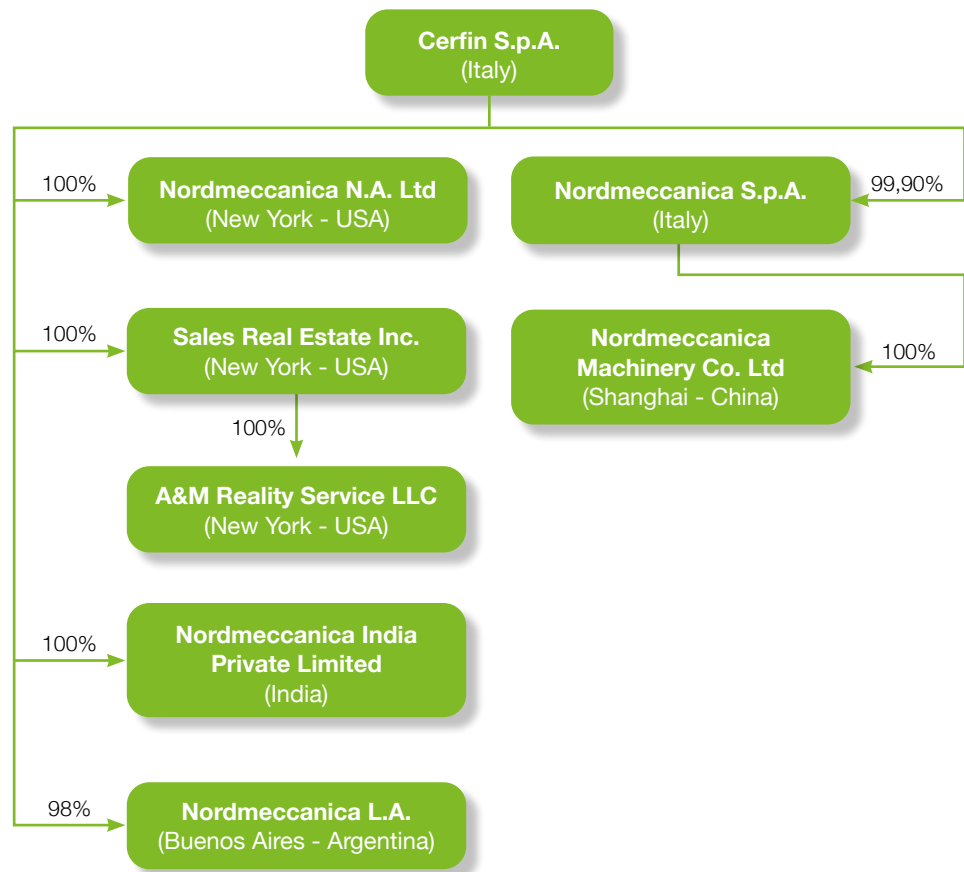 Cerfin S.p.A.
(Italy)
100%
Nordmeccanica N.A. Ltd
(New York - USA)
Nordmeccanica S.p.A.
(Italy)
99,90%
100%
Sales Real Estate Inc.
(New York - USA)
Nordmeccanica
Machinery Co. Ltd
(Shanghai - China)
100%
100%
A&M Reality Service LLC
(New York - USA)
100%
Nordmeccanica India
Private Limited
(India)
98%
Nordmeccanica L.A.
(Buenos Aires - Argentina)